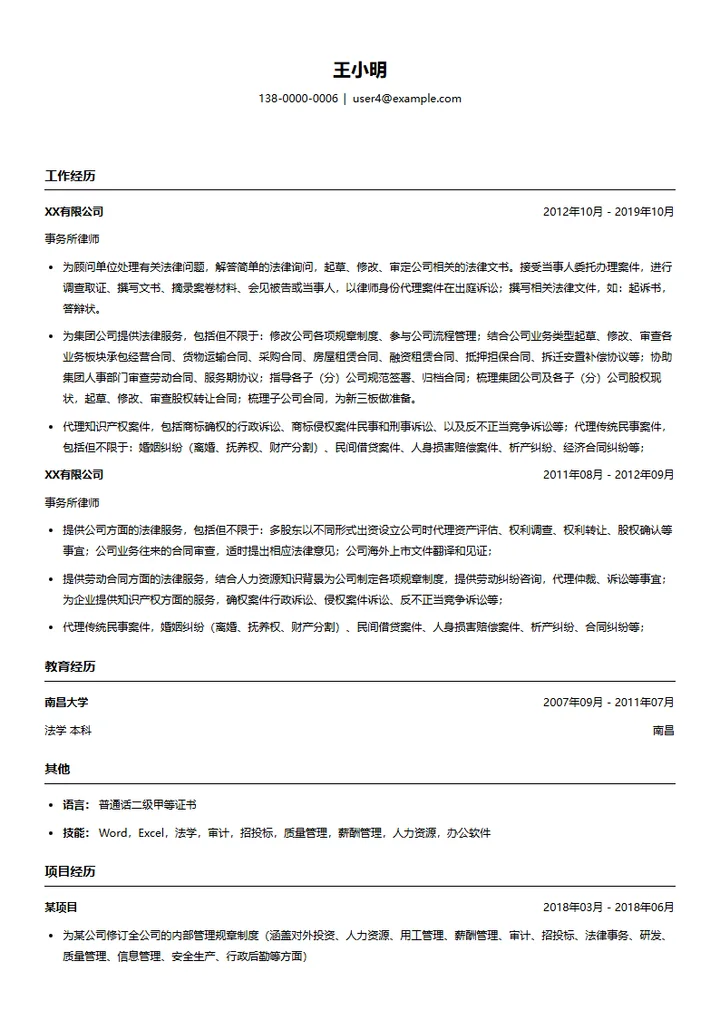 王小明
138-0000-0006 | user4@example.com
工作经历
XX有限公司 2012年10月 - 2019年10月
事务所律师
• 为顾问单位处理有关法律问题，解答简单的法律询问，起草、修改、审定公司相关的法律文书。接受当事人委托办理案件，进行
调查取证、撰写文书、摘录案卷材料、会见被告或当事人，以律师身份代理案件在出庭诉讼；撰写相关法律文件，如：起诉书，
答辩状。
• 为集团公司提供法律服务，包括但不限于：修改公司各项规章制度、参与公司流程管理；结合公司业务类型起草、修改、审查各
业务板块承包经营合同、货物运输合同、采购合同、房屋租赁合同、融资租赁合同、抵押担保合同、拆迁安置补偿协议等；协助
集团人事部门审查劳动合同、服务期协议；指导各子（分）公司规范签署、归档合同；梳理集团公司及各子（分）公司股权现
状，起草、修改、审查股权转让合同；梳理子公司合同，为新三板做准备。
• 代理知识产权案件，包括商标确权的行政诉讼、商标侵权案件民事和刑事诉讼、以及反不正当竞争诉讼等；代理传统民事案件，
包括但不限于：婚姻纠纷（离婚、抚养权、财产分割）、民间借贷案件、人身损害赔偿案件、析产纠纷、经济合同纠纷等；
XX有限公司 2011年08月 - 2012年09月
事务所律师
• 提供公司方面的法律服务，包括但不限于：多股东以不同形式出资设立公司时代理资产评估、权利调查、权利转让、股权确认等
事宜；公司业务往来的合同审查，适时提出相应法律意见；公司海外上市文件翻译和见证；
• 提供劳动合同方面的法律服务，结合人力资源知识背景为公司制定各项规章制度，提供劳动纠纷咨询，代理仲裁、诉讼等事宜；
为企业提供知识产权方面的服务，确权案件行政诉讼、侵权案件诉讼、反不正当竞争诉讼等；
• 代理传统民事案件，婚姻纠纷（离婚、抚养权、财产分割）、民间借贷案件、人身损害赔偿案件、析产纠纷、合同纠纷等；
教育经历
南昌大学 2007年09月 - 2011年07月
法学 本科 南昌
其他
• 语言： 普通话二级甲等证书
• 技能： Word，Excel，法学，审计，招投标，质量管理，薪酬管理，人力资源，办公软件
项目经历
某项目 2018年03月 - 2018年06月
• 为某公司修订全公司的内部管理规章制度（涵盖对外投资、人力资源、用工管理、薪酬管理、审计、招投标、法律事务、研发、
质量管理、信息管理、安全生产、行政后勤等方面）